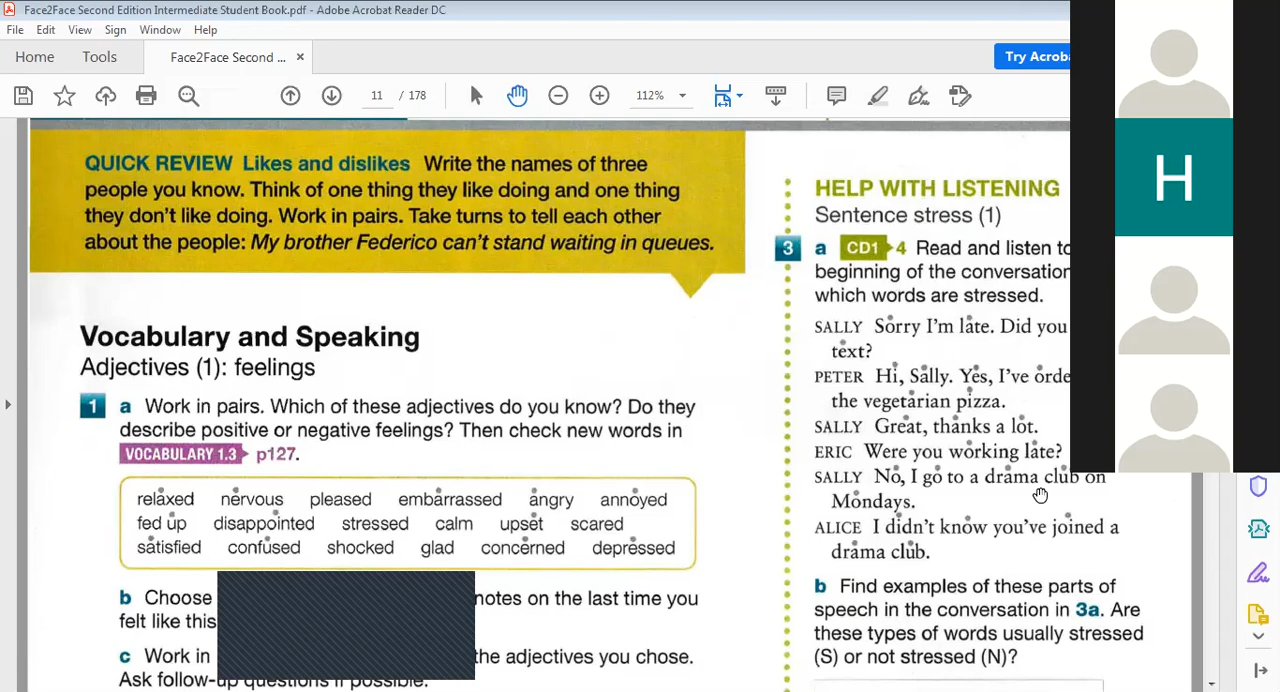 Face2Face Second Edition Intermediate Student Book.pdf - Adobe Acrobat Reader DC
File Edit View Sign Window Help
Home Tools Face2Face Second ... × Try Acroba
11 / 178 112%
QUICK REVIEW Likes and dislikes Write the names of three
people you know. Think of one thing they like doing and one thing
they don't like doing. Work in pairs. Take turns to tell each other
about the people: My brother Federico can't stand waiting in queues.
Vocabulary and Speaking
Adjectives (1): feelings
1 a Work in pairs. Which of these adjectives do you know? Do they
describe positive or negative feelings? Then check new words in
VOCABULARY 1.3 p127.
relaxed nervous pleased embarrassed angry annoyed
fed up disappointed stressed calm upset scared
satisfied confused shocked glad concerned depressed
b Choose notes on the last time you
felt like this
c Work in the adjectives you chose.
Ask follow-up questions if possible.
HELP WITH LISTENING
Sentence stress (1)
3 a CD1 4 Read and listen to
beginning of the conversation
which words are stressed.
SALLY Sorry I'm late. Did you
text?
PETER Hi, Sally. Yes, I've orde
the vegetarian pizza.
SALLY Great, thanks a lot.
ERIC Were you working late?
SALLY No, I go to a drama club on
Mondays.
ALICE I didn't know you've joined a
drama club.
b Find examples of these parts of
speech in the conversation in 3a. Are
these types of words usually stressed
(S) or not stressed (N)?
H